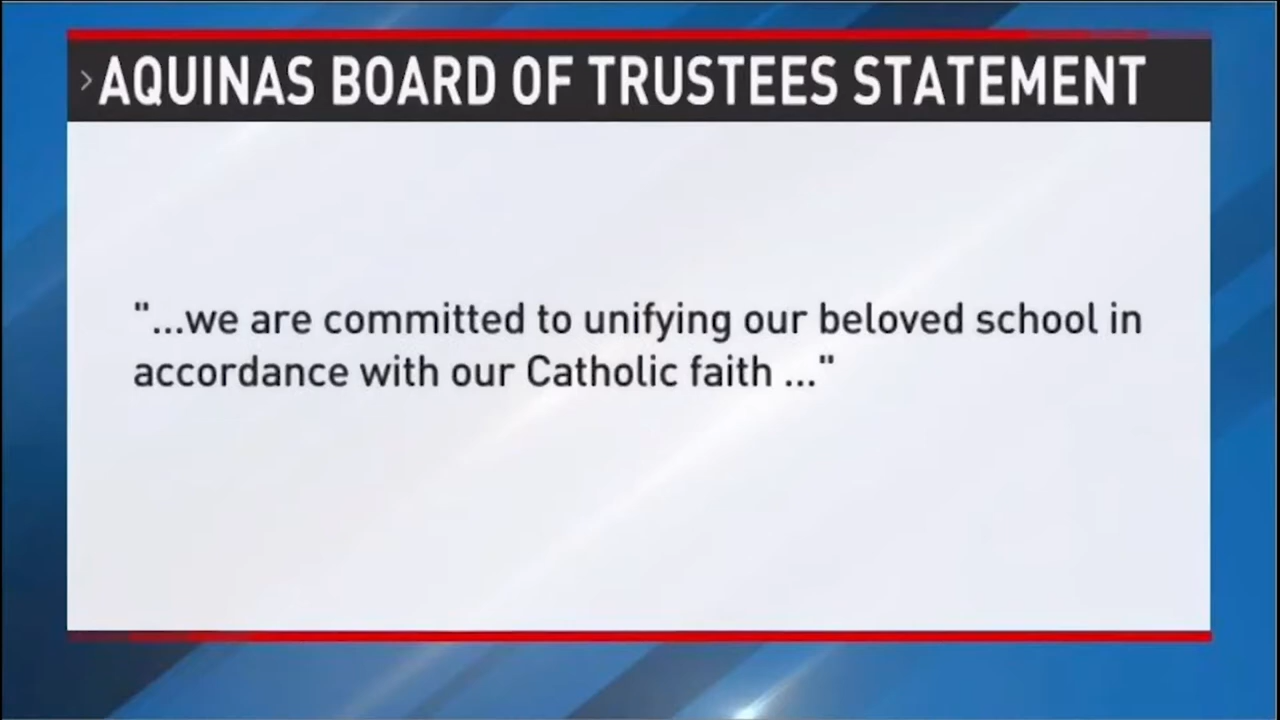 >AQUINAS BOARD OF TRUSTEES STATEMENT
"...we are committed to unifying our beloved school in
accordance with our Catholic faith ..."